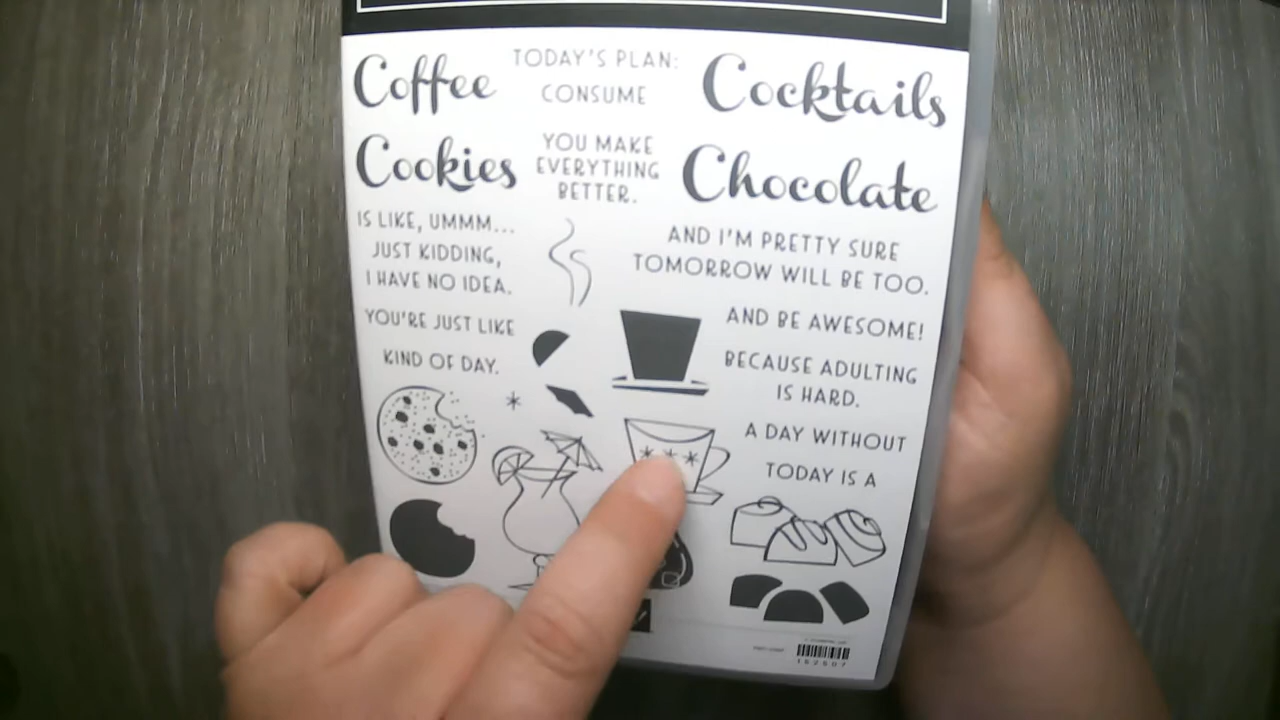 Coffee
TODAY'S PLAN:
CONSUME
Cocktails
Cookies
YOU MAKE
EVERYTHING
BETTER.
Chocolate
IS LIKE, UMMM...
JUST KIDDING,
I HAVE NO IDEA.
AND I'M PRETTY SURE
TOMORROW WILL BE TOO.
YOU'RE JUST LIKE
KIND OF DAY.
AND BE AWESOME!
BECAUSE ADULTING
IS HARD.
A DAY WITHOUT
TODAY IS A
152507